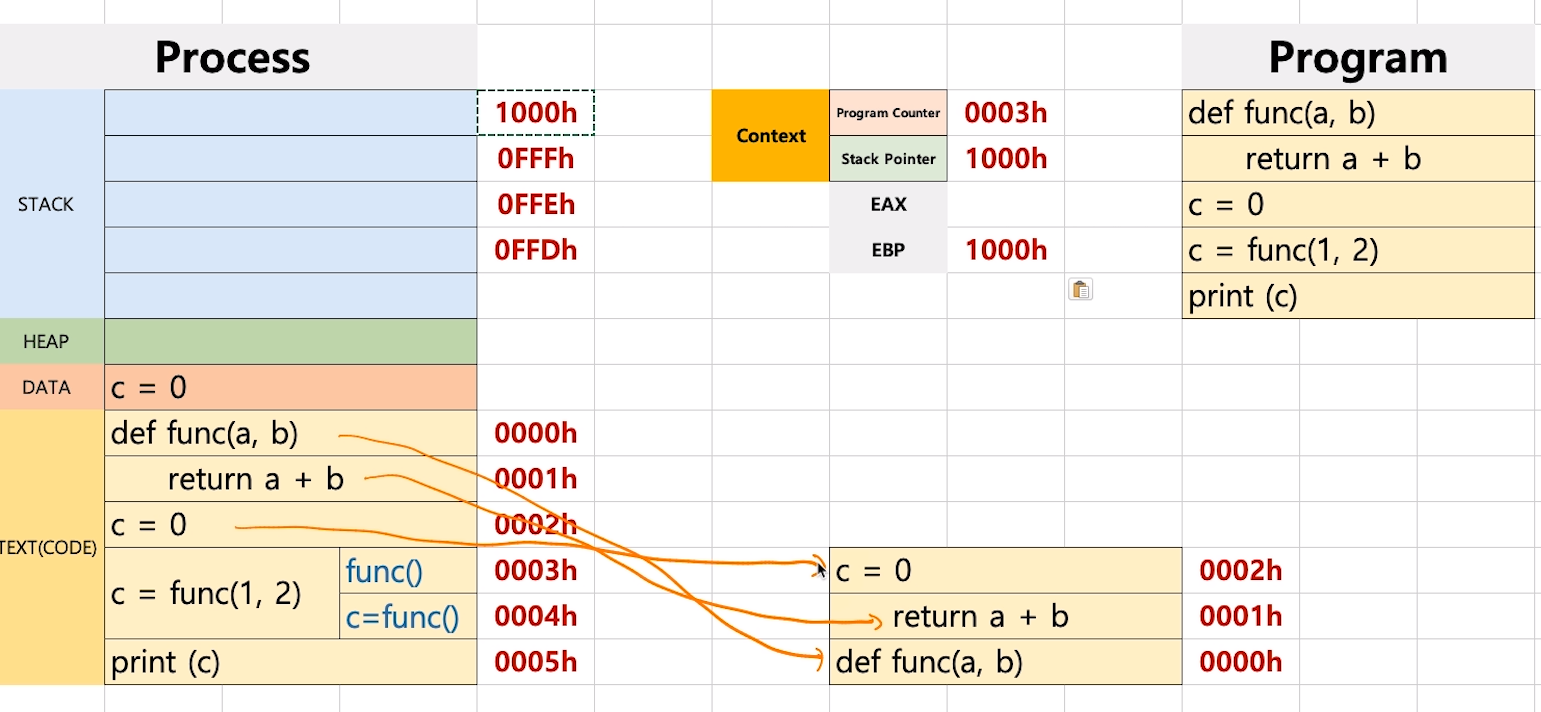 Process
Program
1000h
Context
Program Counter
0003h
def func(a, b)
0FFFh
Stack Pointer
1000h
return a + b
STACK
0FFEh
EAX
c = 0
0FFDh
EBP
1000h
c = func(1, 2)
print (c)
HEAP
DATA
c = 0
def func(a, b)
0000h
return a + b
0001h
TEXT(CODE)
c = 0
0002h
c = func(1, 2)
func()
0003h
c = 0
0002h
c=func()
0004h
return a + b
0001h
print (c)
0005h
def func(a, b)
0000h